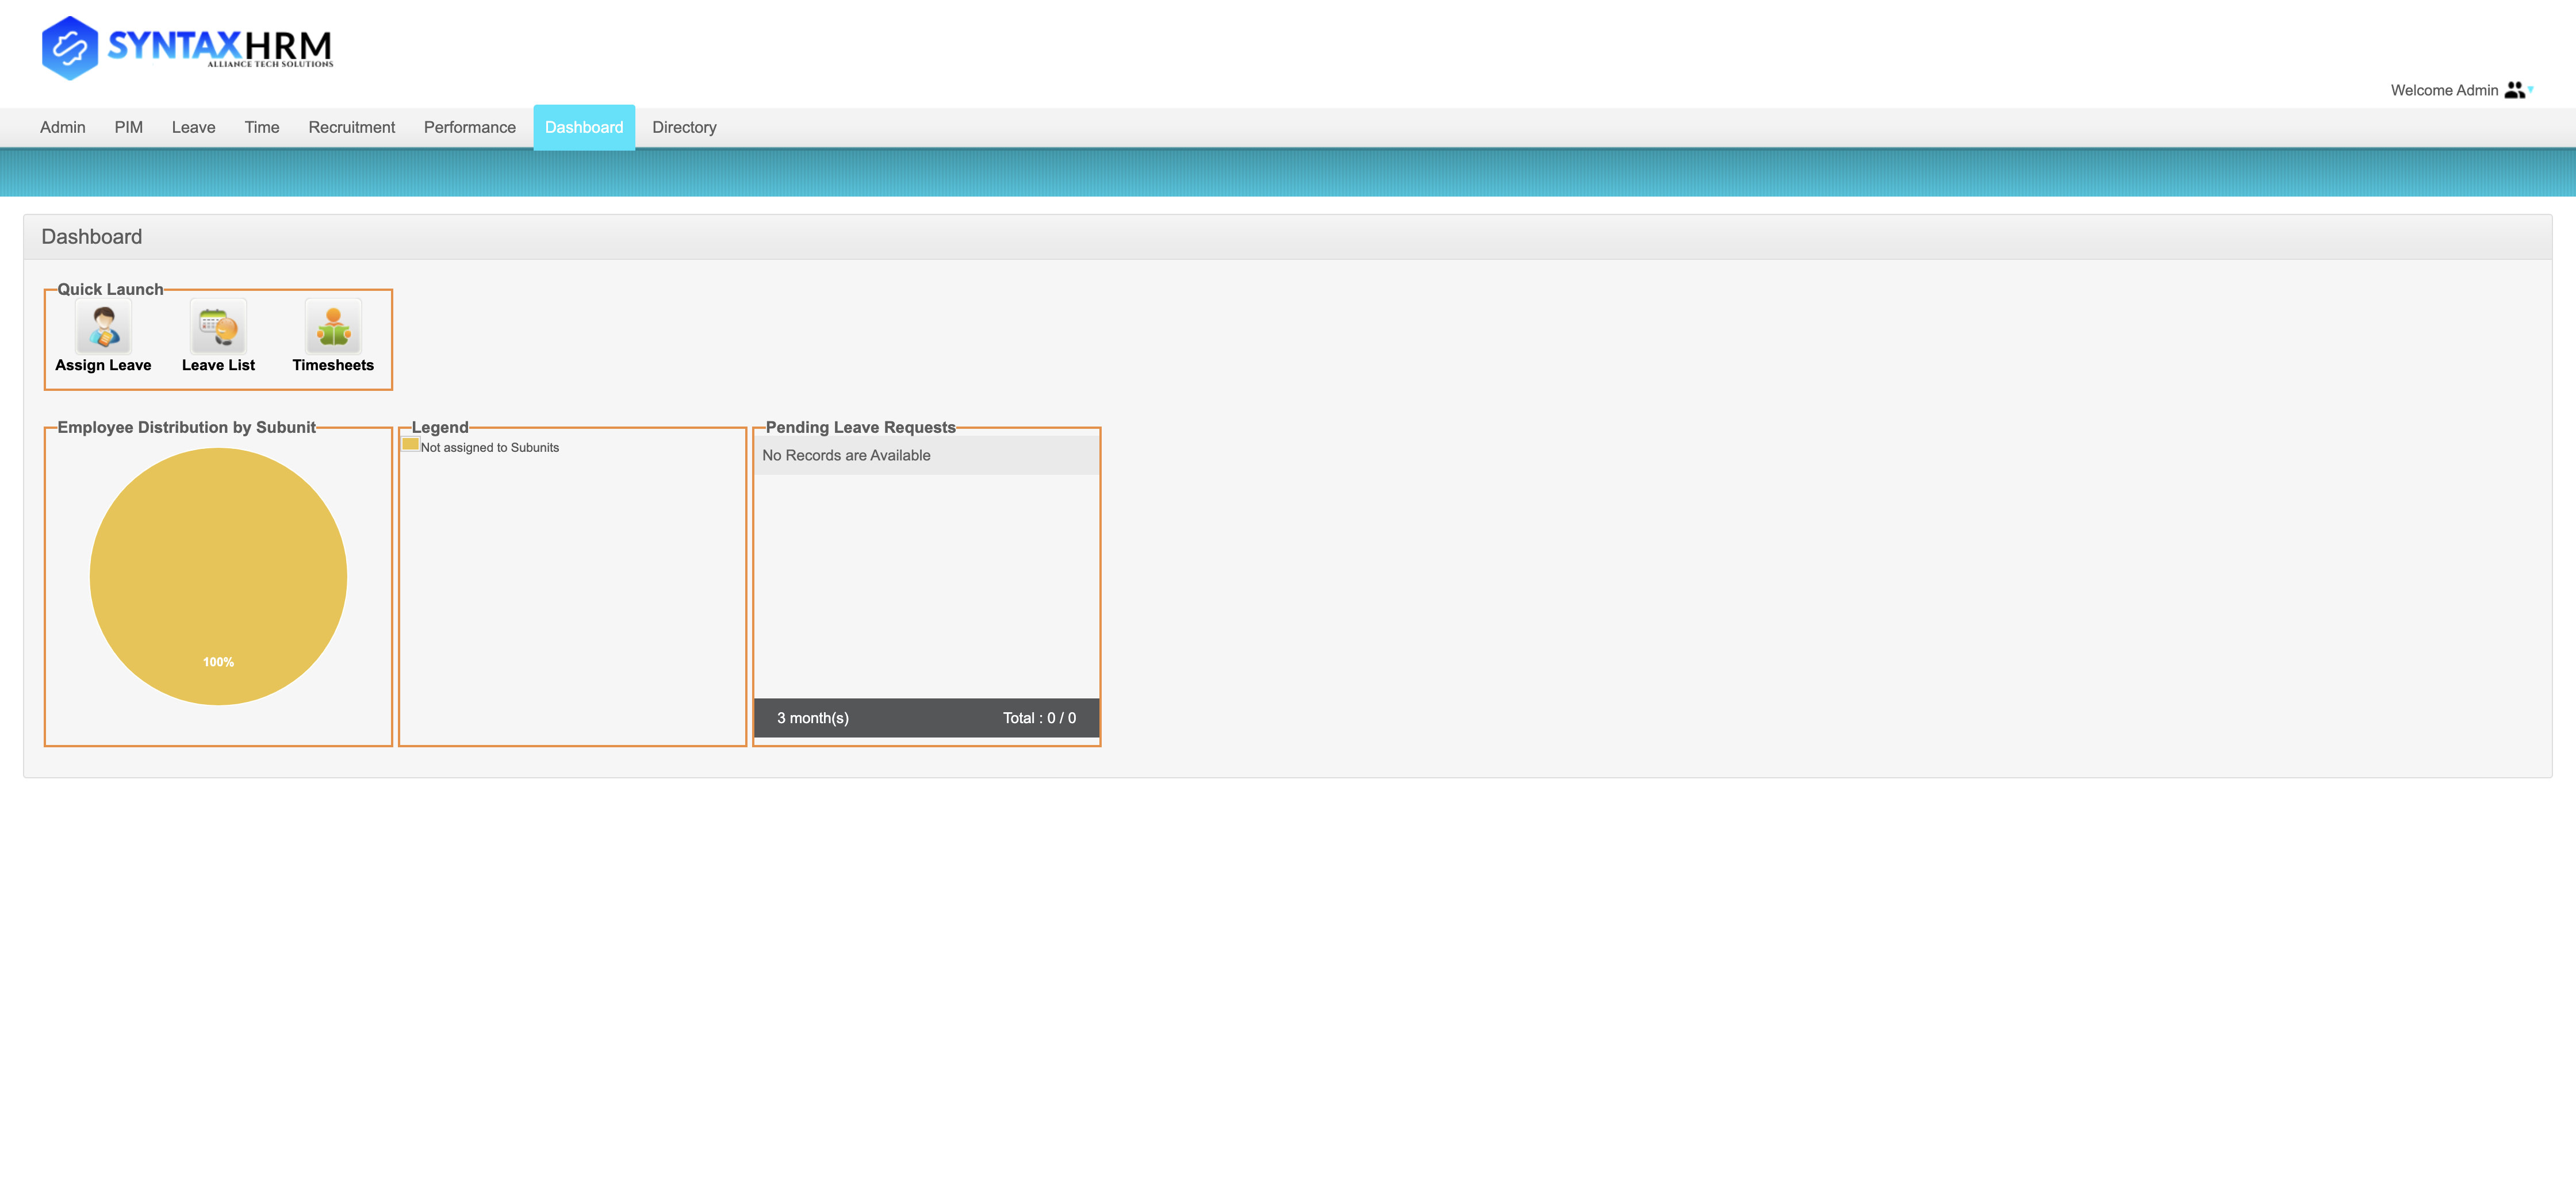 SYNTAXHRM
ALLIANCE TECH SOLUTIONS
Welcome Admin
Admin PIM Leave Time Recruitment Performance Dashboard Directory
Dashboard
Quick Launch
Assign Leave Leave List Timesheets
Employee Distribution by Subunit
100%
Legend
Not assigned to Subunits
Pending Leave Requests
No Records are Available
3 month(s) Total : 0 / 0